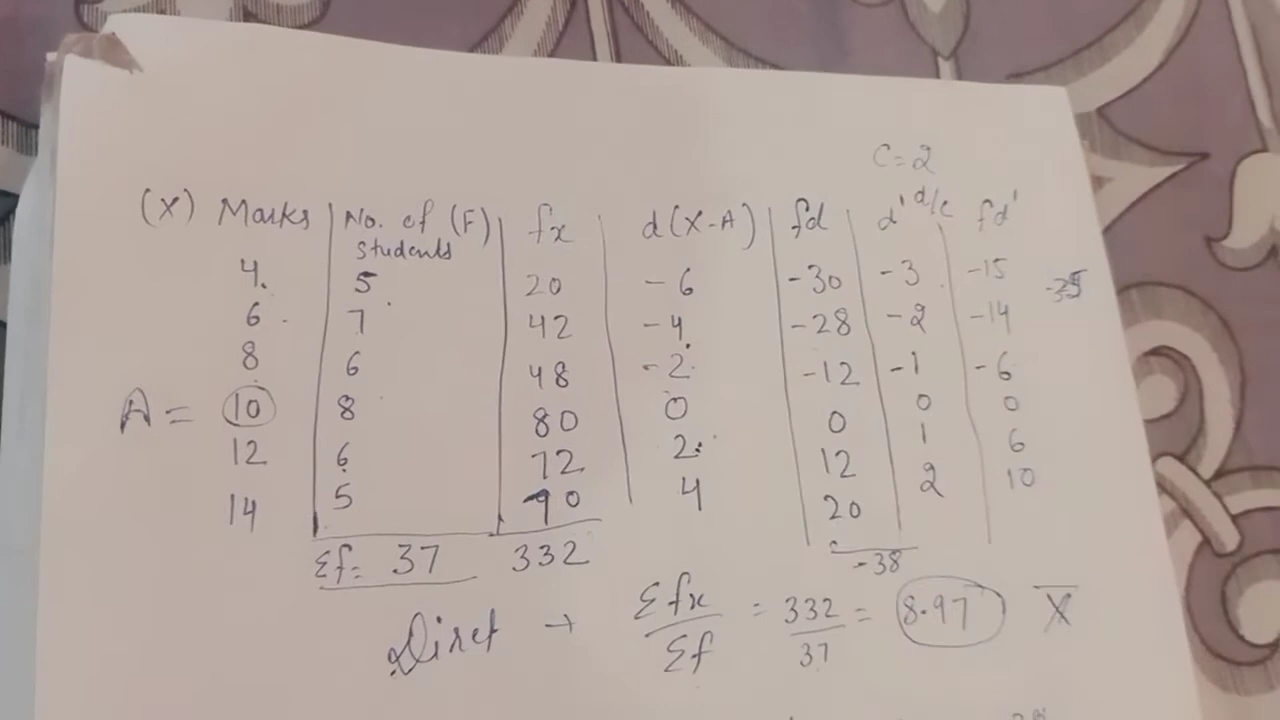 C=2
(X) Marks No. of (F) fx d(X-A) fd d' d/c fd'
Students
4 5 20 -6 -30 -3 -15
6 7 42 -4 -28 -2 -14
8 6 48 -2 -12 -1 -6
A = 10 8 80 0 0 0 0
12 6 72 2 12 1 6
14 5 90 4 20 2 10
Σf= 37 332 -38
Direct → Σfx/Σf = 332/37 = 8.97 X̅